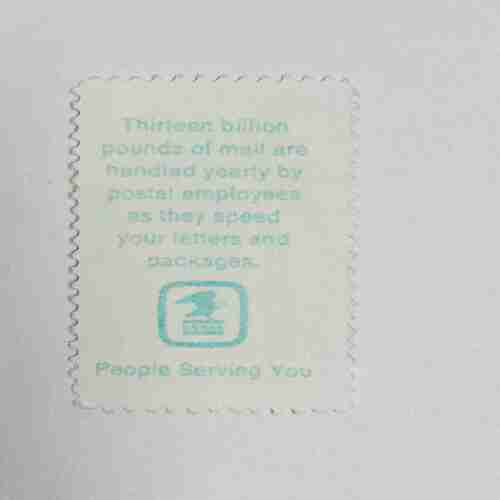 Thirteen billion
pounds of mail are
handled yearly by
postal employees
as they speed
your letters and
packages.
People Serving You